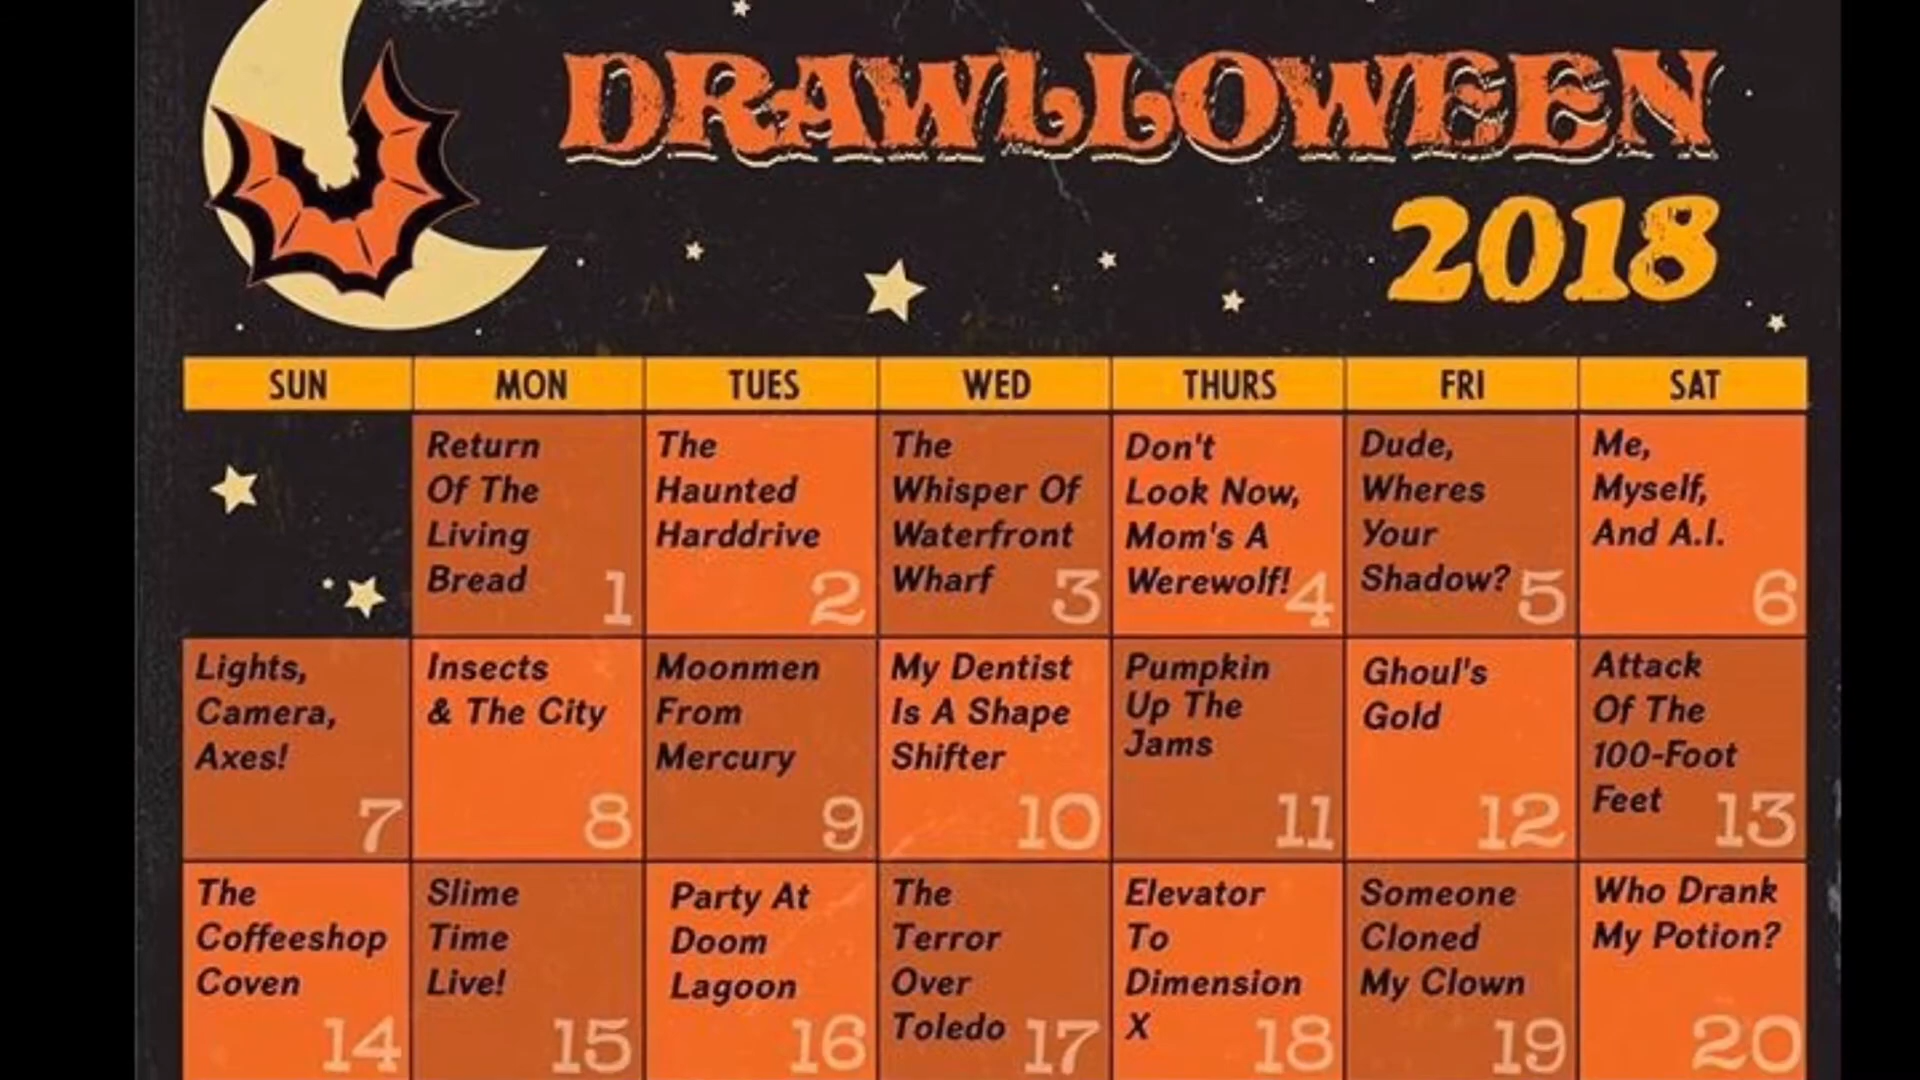 DRAWLLOWEEN
2018
SUN MON TUES WED THURS FRI SAT
Return
Of The
Living
Bread
1
The
Haunted
Harddrive
2
The
Whisper Of
Waterfront
Wharf
3
Don't
Look Now,
Mom's A
Werewolf!
4
Dude,
Wheres
Your
Shadow?
5
Me,
Myself,
And A.I.
6
Lights,
Camera,
Axes!
7
Insects
& The City
8
Moonmen
From
Mercury
9
My Dentist
Is A Shape
Shifter
10
Pumpkin
Up The
Jams
11
Ghoul's
Gold
12
Attack
Of The
100-Foot
Feet
13
The
Coffeeshop
Coven
14
Slime
Time
Live!
15
Party At
Doom
Lagoon
16
The
Terror
Over
Toledo
17
Elevator
To
Dimension
X
18
Someone
Cloned
My Clown
19
Who Drank
My Potion?
20